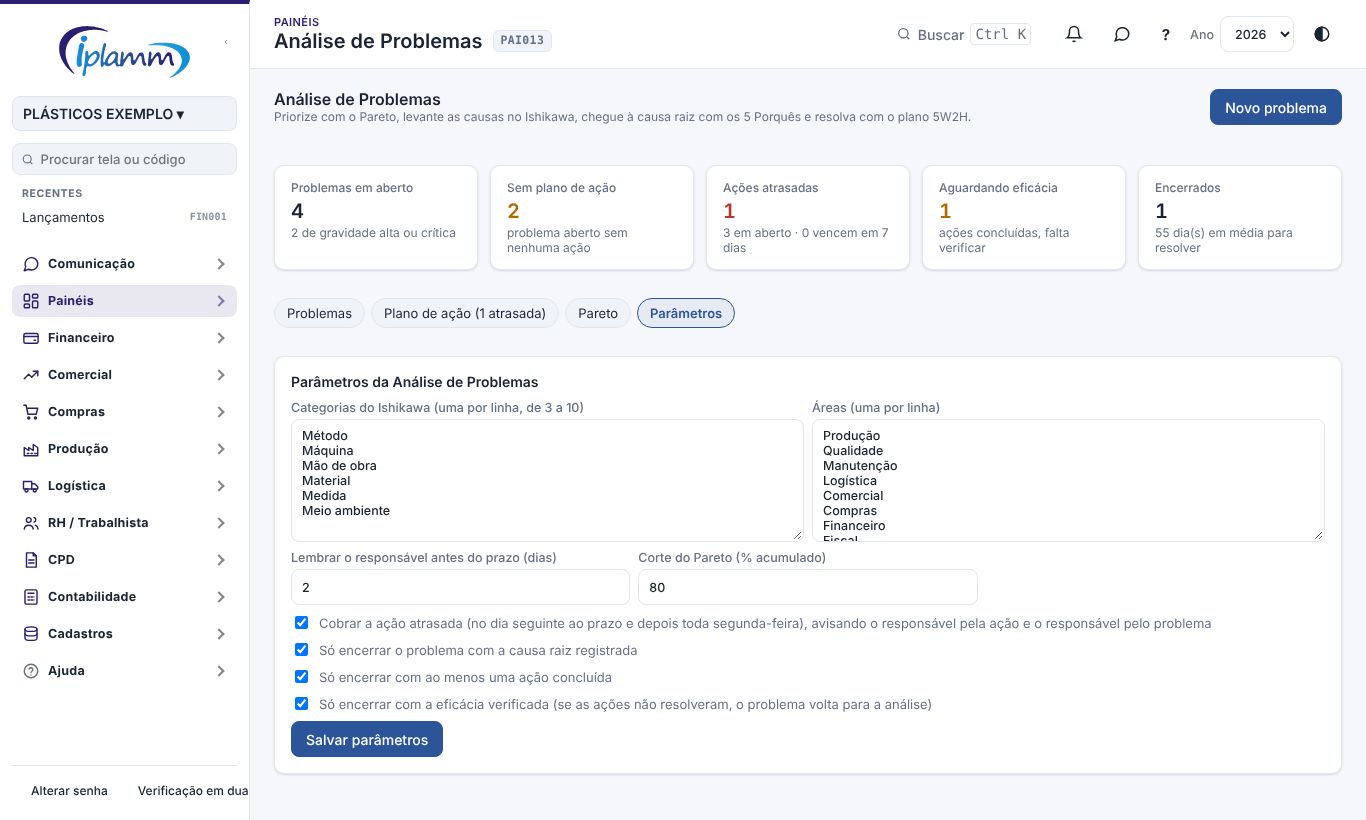 iplamm
PLÁSTICOS EXEMPLO ▾
Procurar tela ou código
RECENTES
Lançamentos FIN001
Comunicação
Painéis
Financeiro
Comercial
Compras
Produção
Logística
RH / Trabalhista
CPD
Contabilidade
Cadastros
Ajuda
Alterar senha Verificação em dua
PAINÉIS
Análise de Problemas PAI013
Buscar Ctrl K ? Ano 2026
Análise de Problemas
Priorize com o Pareto, levante as causas no Ishikawa, chegue à causa raiz com os 5 Porquês e resolva com o plano 5W2H.
Novo problema
Problemas em aberto
4
2 de gravidade alta ou crítica
Sem plano de ação
2
problema aberto sem
nenhuma ação
Ações atrasadas
1
3 em aberto · 0 vencem em 7
dias
Aguardando eficácia
1
ações concluídas, falta
verificar
Encerrados
1
55 dia(s) em média para
resolver
Problemas Plano de ação (1 atrasada) Pareto Parâmetros
Parâmetros da Análise de Problemas
Categorias do Ishikawa (uma por linha, de 3 a 10)
Método
Máquina
Mão de obra
Material
Medida
Meio ambiente
Áreas (uma por linha)
Produção
Qualidade
Manutenção
Logística
Comercial
Compras
Financeiro
Fiscal
Lembrar o responsável antes do prazo (dias)
2
Corte do Pareto (% acumulado)
80
Cobrar a ação atrasada (no dia seguinte ao prazo e depois toda segunda-feira), avisando o responsável pela ação e o responsável pelo problema
Só encerrar o problema com a causa raiz registrada
Só encerrar com ao menos uma ação concluída
Só encerrar com a eficácia verificada (se as ações não resolveram, o problema volta para a análise)
Salvar parâmetros